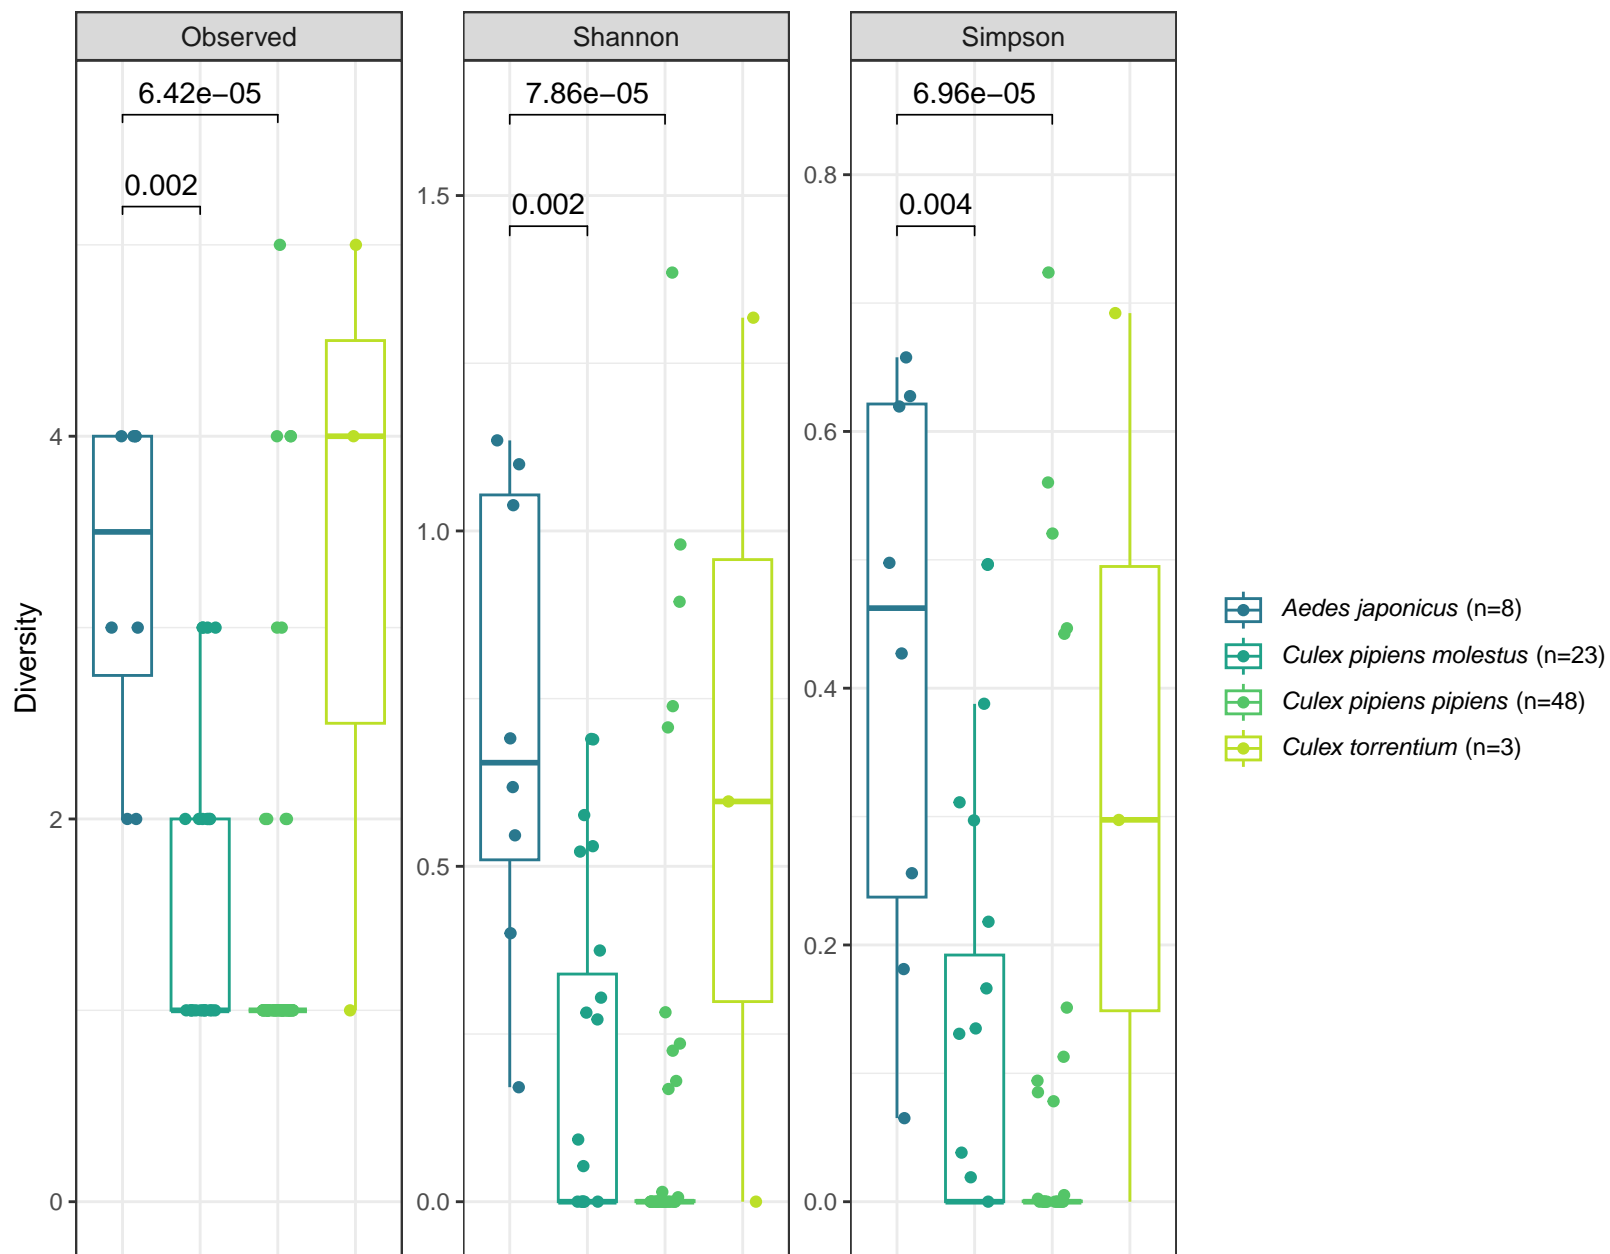 Observed
Shannon
Simpson
6.42e−05
7.86e−05
6.96e−05
0.002
0.002
0.004
Diversity
4
2
0
1.5
1.0
0.5
0.0
0.8
0.6
0.4
0.2
0.0
Aedes japonicus (n=8)
Culex pipiens molestus (n=23)
Culex pipiens pipiens (n=48)
Culex torrentium (n=3)